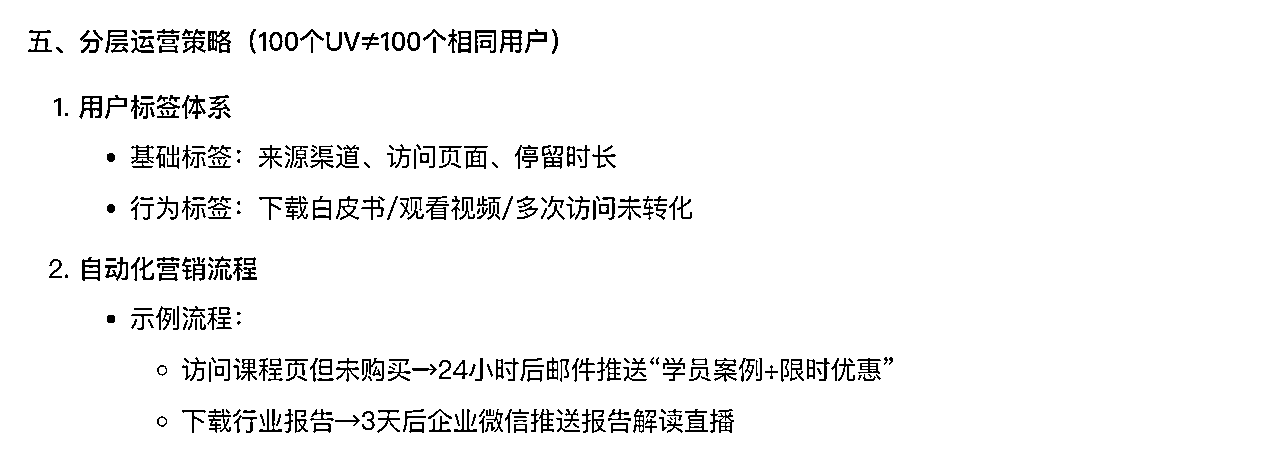 五、分层运营策略（100个UV≠100个相同用户）
1. 用户标签体系
• 基础标签：来源渠道、访问页面、停留时长
• 行为标签：下载白皮书/观看视频/多次访问未转化
2. 自动化营销流程
• 示例流程：
○ 访问课程页但未购买→24小时后邮件推送“学员案例+限时优惠”
○ 下载行业报告→3天后企业微信推送报告解读直播